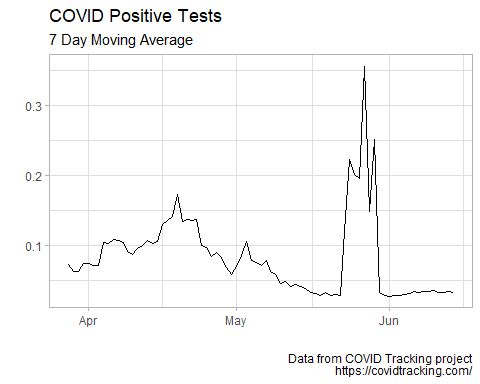 COVID Positive Tests
7 Day Moving Average
0.3
0.2
0.1
Apr May Jun
Data from COVID Tracking project
https://covidtracking.com/